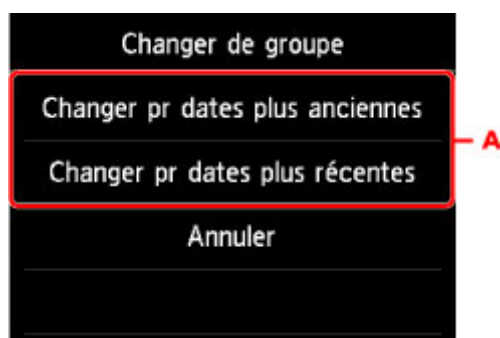 Changer de groupe
Changer pr dates plus anciennes
A
Changer pr dates plus récentes
Annuler